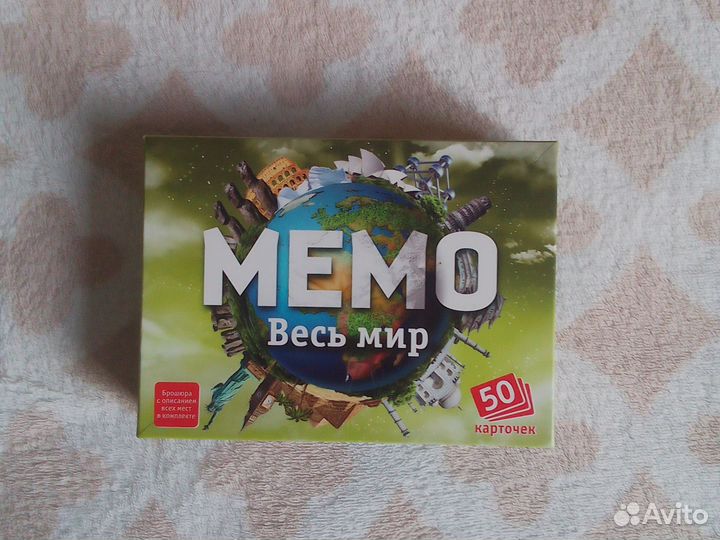 МЕМО
Весь мир
Брошюра
с описанием
всех мест
в комплекте
50
карточек
Avito